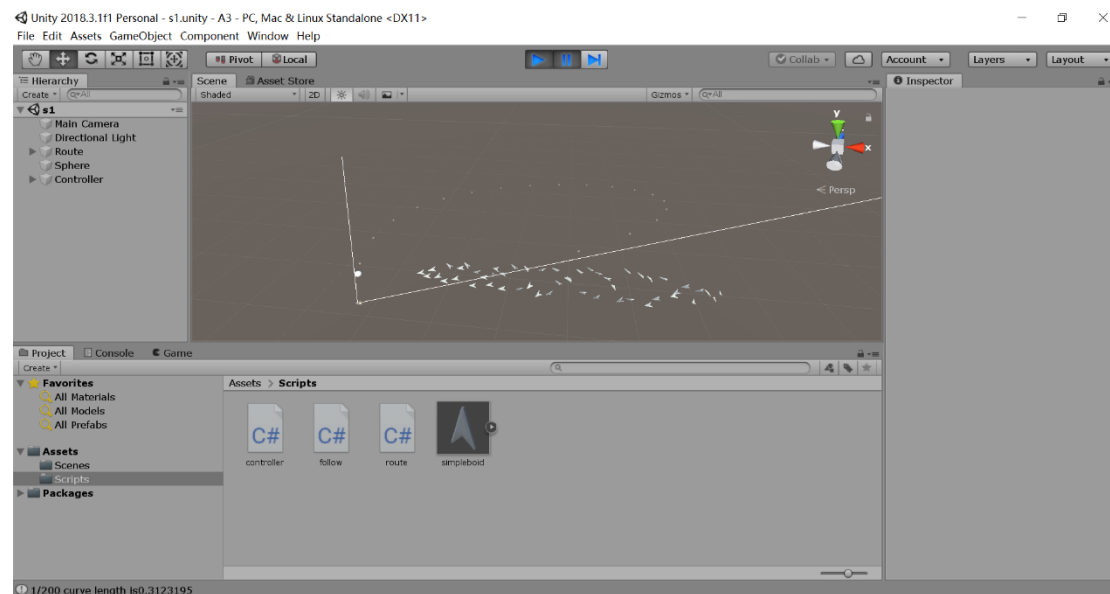 Unity 2018.3.1f1 Personal - s1.unity - A3 - PC, Mac & Linux Standalone <DX11>
File Edit Assets GameObject Component Window Help
Pivot Local Collab Account Layers Layout
Hierarchy Scene Asset Store Inspector
Create All Shaded 2D Gizmos All
s1
Main Camera
Directional Light
Route
Sphere
Controller
y
x
Persp
Project Console Game
Create
Favorites
All Materials
All Models
All Prefabs
Assets
Scenes
Scripts
Packages
Assets > Scripts
C# C# C#
controller follow route simpleboid
1/200 curve length is0.3123195